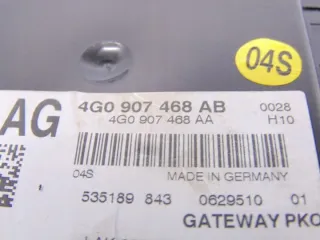 04S
AG 4G0 907 468 AB 0028
4G0 907 468 AA H10
04S MADE IN GERMANY
535189 843 0629510 01
GATEWAY PKO